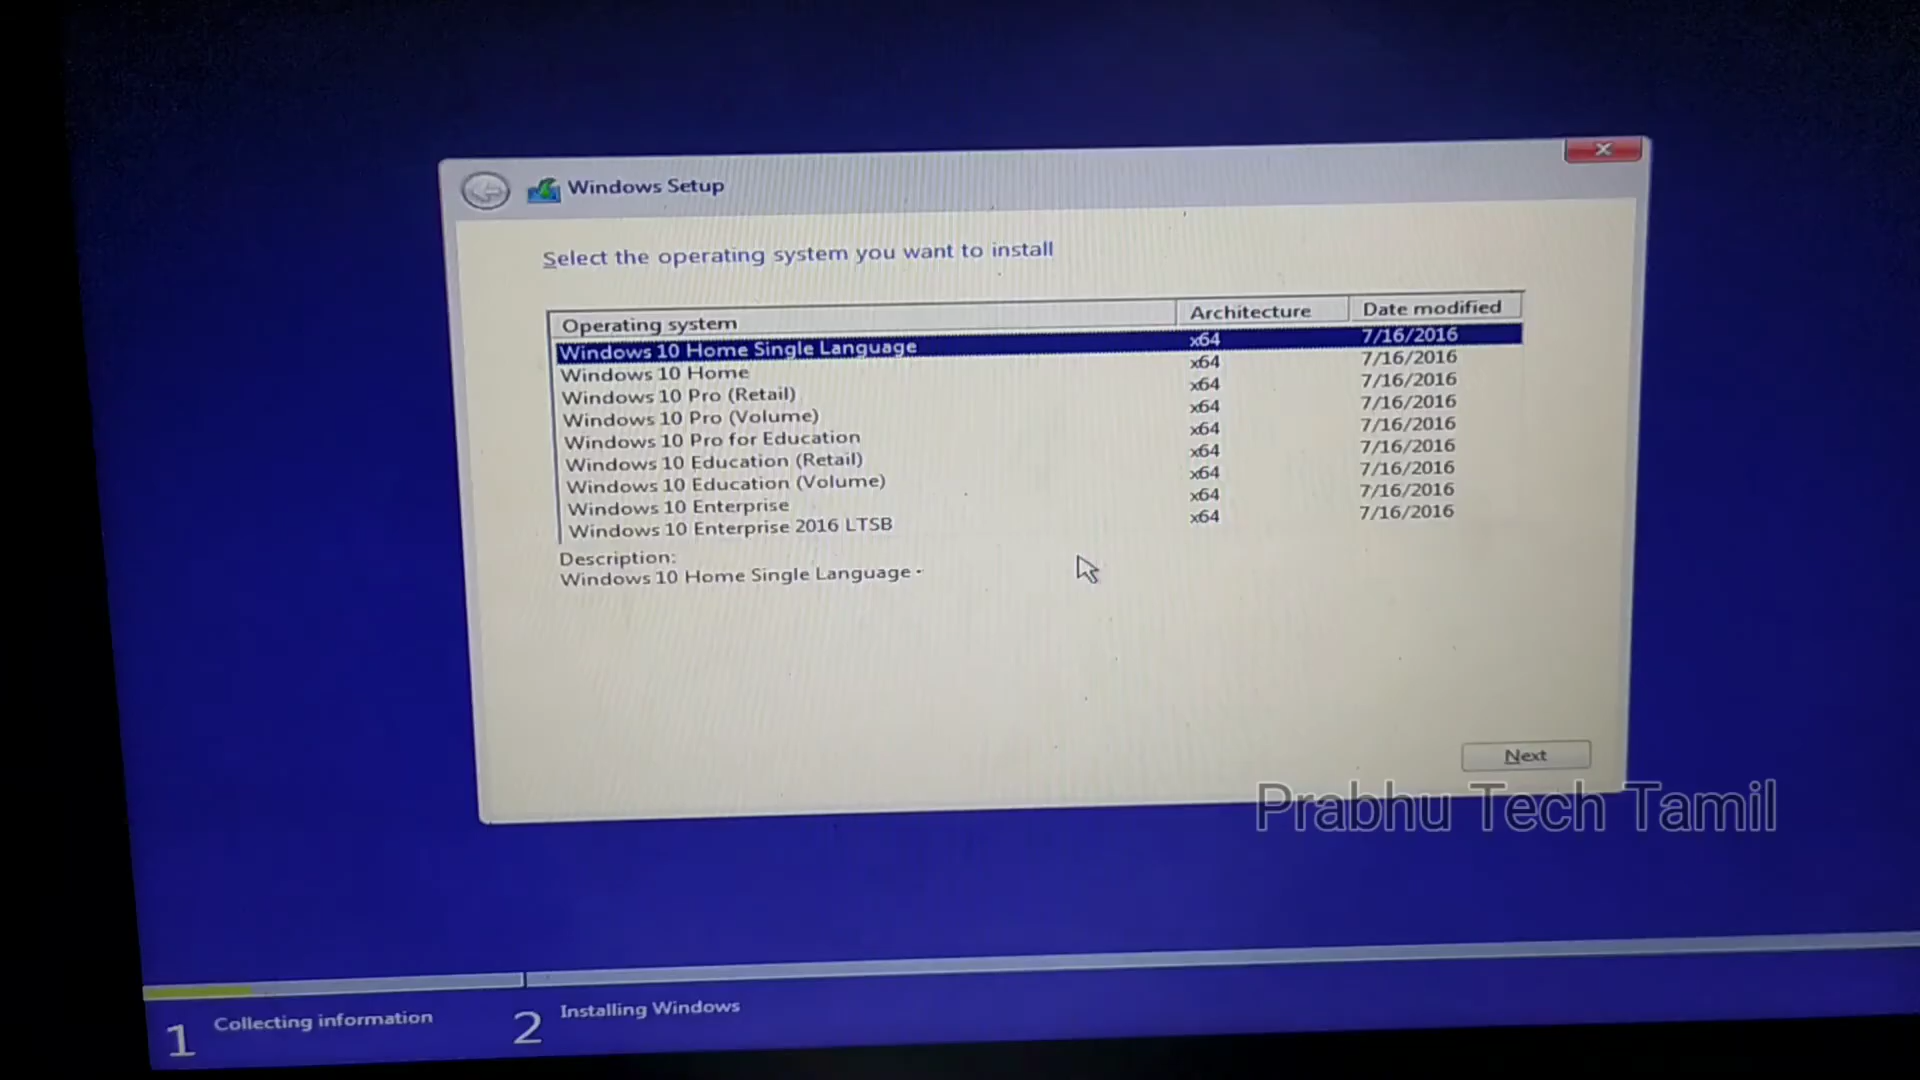 Windows Setup
Select the operating system you want to install
Operating system Architecture Date modified
Windows 10 Home Single Language x64 7/16/2016
Windows 10 Home x64 7/16/2016
Windows 10 Pro (Retail) x64 7/16/2016
Windows 10 Pro (Volume) x64 7/16/2016
Windows 10 Pro for Education x64 7/16/2016
Windows 10 Education (Retail) x64 7/16/2016
Windows 10 Education (Volume) x64 7/16/2016
Windows 10 Enterprise x64 7/16/2016
Windows 10 Enterprise 2016 LTSB x64 7/16/2016
Description:
Windows 10 Home Single Language
Next
Prabhu Tech Tamil
1 Collecting information 2 Installing Windows